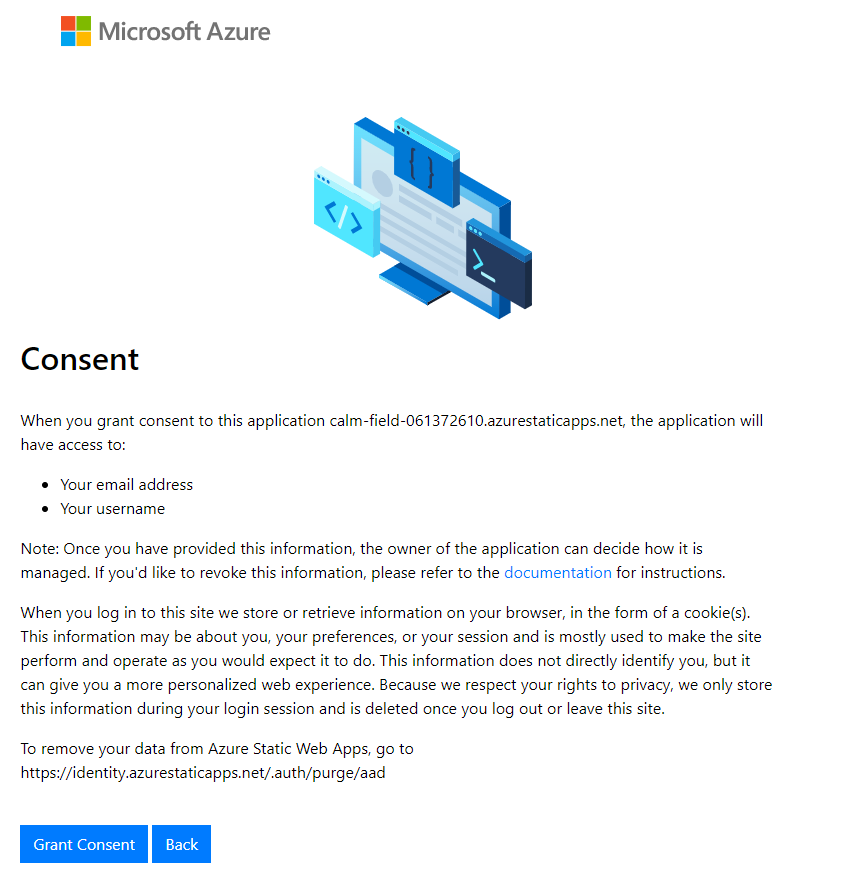 Microsoft Azure
{ }
</>
>_
Consent
When you grant consent to this application calm-field-061372610.azurestaticapps.net, the application will
have access to:
• Your email address
• Your username
Note: Once you have provided this information, the owner of the application can decide how it is
managed. If you'd like to revoke this information, please refer to the documentation for instructions.
When you log in to this site we store or retrieve information on your browser, in the form of a cookie(s).
This information may be about you, your preferences, or your session and is mostly used to make the site
perform and operate as you would expect it to do. This information does not directly identify you, but it
can give you a more personalized web experience. Because we respect your rights to privacy, we only store
this information during your login session and is deleted once you log out or leave this site.
To remove your data from Azure Static Web Apps, go to
https://identity.azurestaticapps.net/.auth/purge/aad
Grant Consent Back